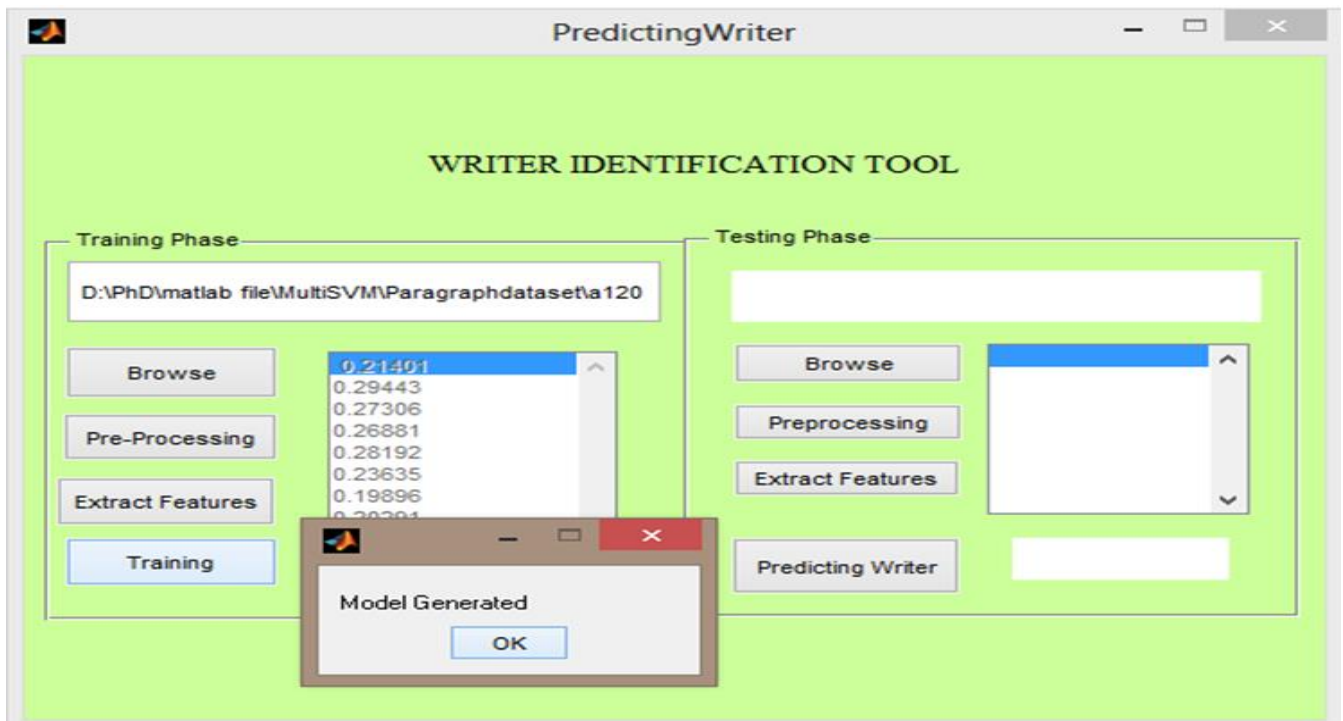 PredictingWriter
WRITER IDENTIFICATION TOOL
Training Phase
D:\PhD\matlab file\MultiSVM\Paragraphdataset\a120
Browse
Pre-Processing
Extract Features
Training
0.21401
0.29443
0.27306
0.26881
0.28192
0.23635
0.19896
Model Generated
OK
Testing Phase
Browse
Preprocessing
Extract Features
Predicting Writer